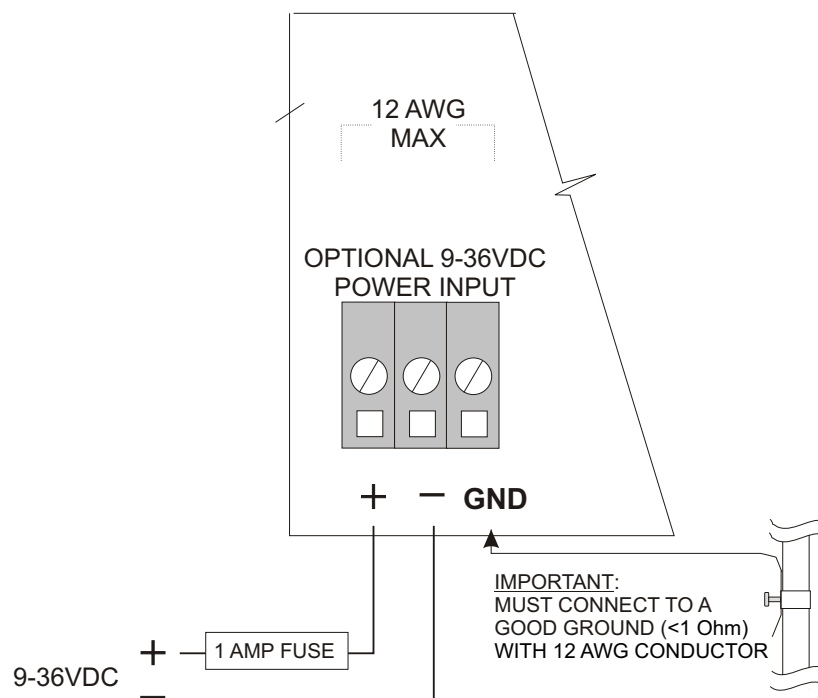 12 AWG
MAX
OPTIONAL 9-36VDC
POWER INPUT
+ − GND
IMPORTANT:
MUST CONNECT TO A
GOOD GROUND (<1 Ohm)
WITH 12 AWG CONDUCTOR
+
1 AMP FUSE
9-36VDC
−